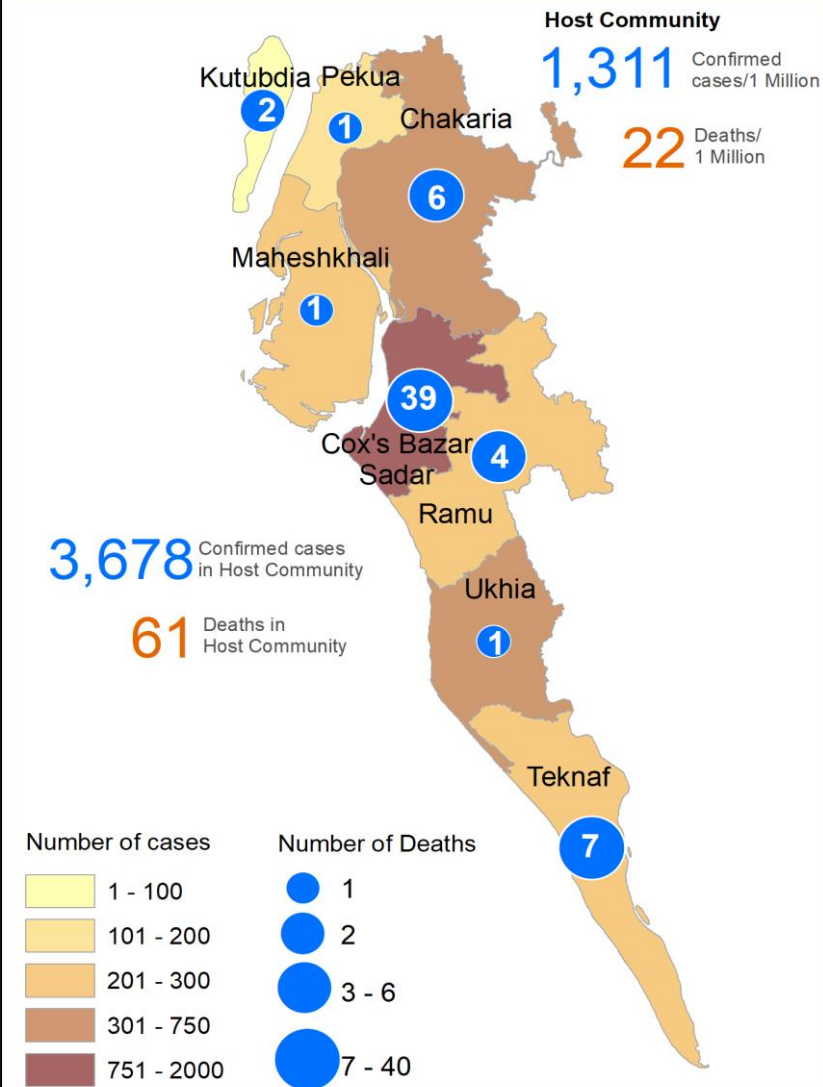 Host Community
1,311 Confirmed
cases/1 Million
22 Deaths/
1 Million
Kutubdia Pekua
2
1
Chakaria
6
Maheshkhali
1
39
Cox's Bazar
Sadar
4
Ramu
3,678 Confirmed cases
in Host Community
61 Deaths in
Host Community
Ukhia
1
Teknaf
7
Number of cases
1 - 100
101 - 200
201 - 300
301 - 750
751 - 2000
Number of Deaths
1
2
3 - 6
7 - 40